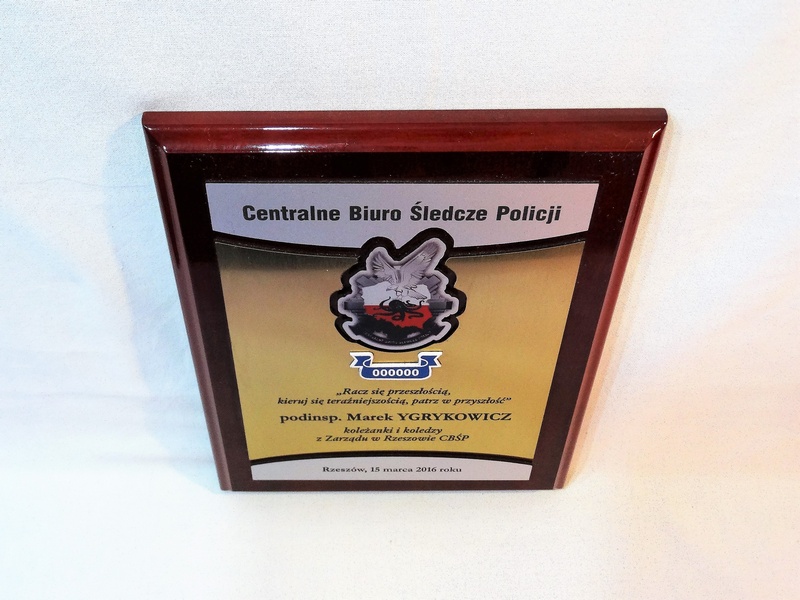 Centralne Biuro Śledcze Policji
000000
„Racz się przeszłością,
kieruj się teraźniejszością, patrz w przyszłość”
podinsp. Marek YGRYKOWICZ
koleżanki i koledzy
z Zarządu w Rzeszowie CBŚP
Rzeszów, 15 marca 2016 roku